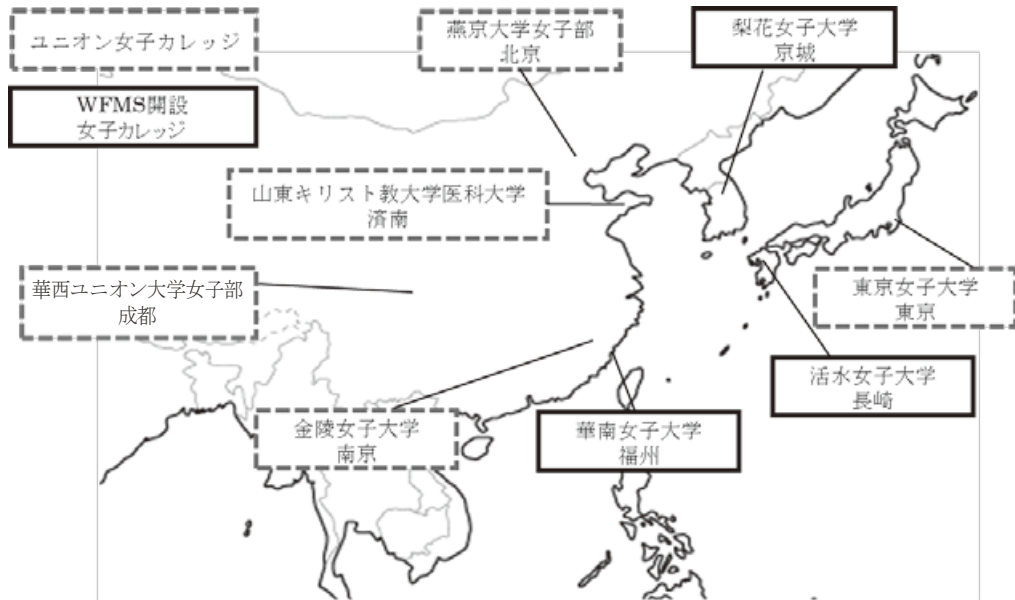 ユニオン女子カレッジ
WFMS開設
女子カレッジ
燕京大学女子部
北京
梨花女子大学
京城
山東キリスト教大学医科大学
済南
華西ユニオン大学女子部
成都
東京女子大学
東京
活水女子大学
長崎
金陵女子大学
南京
華南女子大学
福州